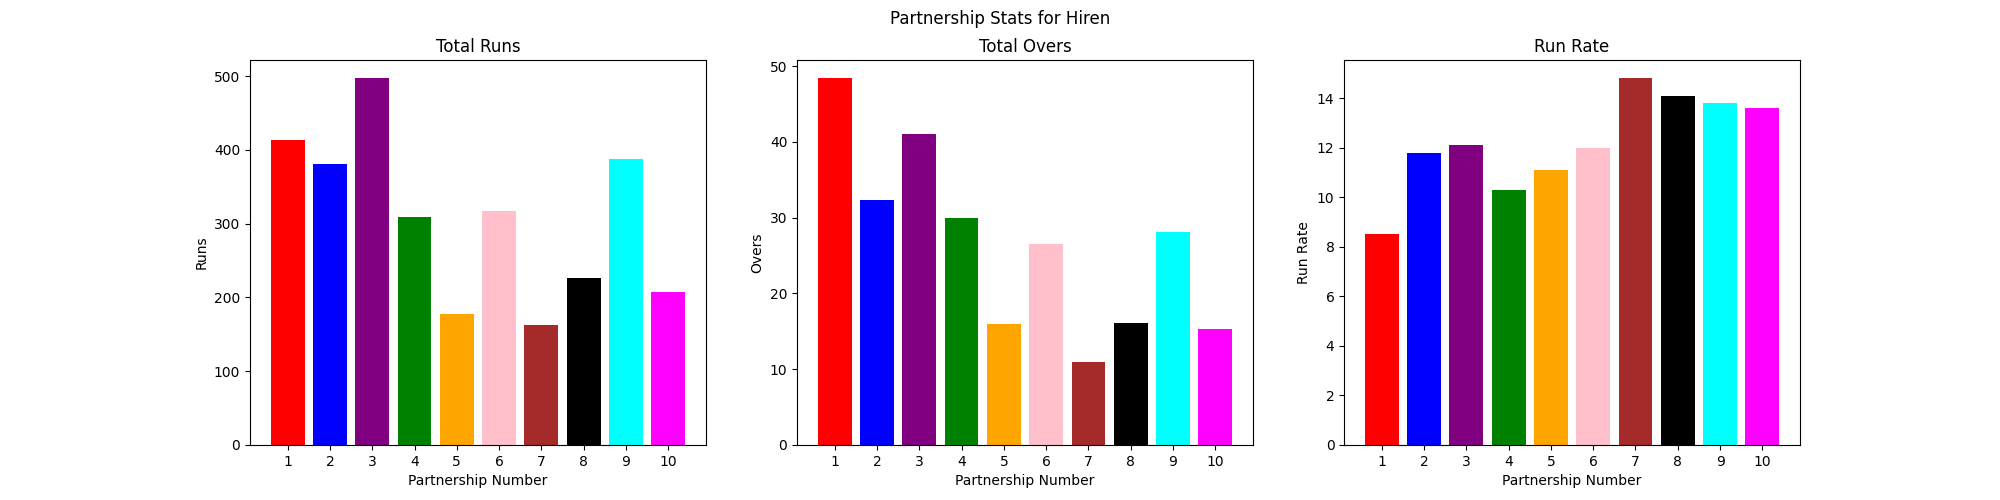 Partnership Stats for Hiren
Total Runs
500
400
300
200
100
0
Runs
1 2 3 4 5 6 7 8 9 10
Partnership Number
Total Overs
50
40
30
20
10
0
Overs
1 2 3 4 5 6 7 8 9 10
Partnership Number
Run Rate
14
12
10
8
6
4
2
0
Run Rate
1 2 3 4 5 6 7 8 9 10
Partnership Number